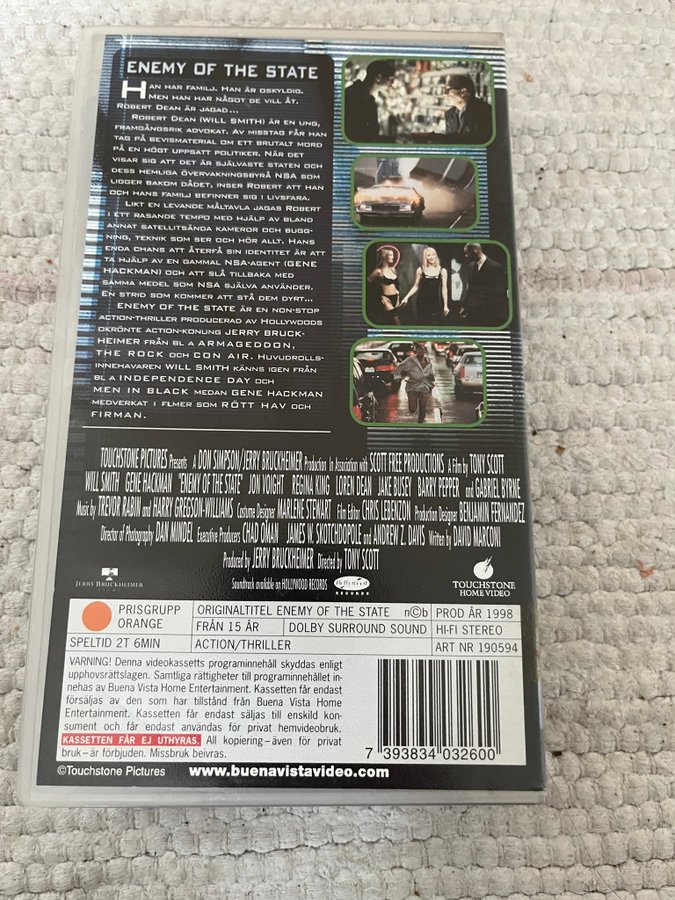 ENEMY OF THE STATE
HAN HAR FAMILJ. HAN ÄR OSKYLDIG.
MEN HAN HAR NÅGOT DE VILL ÅT.
ROBERT DEAN ÄR JAGAD...
ROBERT DEAN (WILL SMITH) ÄR EN UNG,
FRAMGÅNGSRIK ADVOKAT. AV MISSTAG FÅR HAN
TAG PÅ BEVISMATERIAL OM ETT BRUTALT MORD
PÅ EN HÖGT UPPSATT POLITIKER. NÄR DET
VISAR SIG ATT DET ÄR SJÄLVASTE STATEN OCH
DESS HEMLIGA ÖVERVAKNINGSBYRÅ NSA SOM
LIGGER BAKOM DÅDET, INSER ROBERT ATT HAN
OCH HANS FAMILJ BEFINNER SIG I LIVSFARA.
LIKT EN LEVANDE MÅLTAVLA JAGAS ROBERT
I ETT RASANDE TEMPO MED HJÄLP AV BLAND
ANNAT SATELLITSÄNDA KAMEROR OCH BUGG-
NING, TEKNIK SOM SER OCH HÖR ALLT. HANS
ENDA CHANS ATT ÅTERFÅ SIN IDENTITET ÄR ATT
TA HJÄLP AV EN GAMMAL NSA-AGENT (GENE
HACKMAN) OCH ATT SLÅ TILLBAKA MED
SAMMA MEDEL SOM NSA SJÄLVA ANVÄNDER.
EN STRID SOM KOMMER ATT STÅ DEM DYRT...
ENEMY OF THE STATE ÄR EN NON-STOP
ACTION-THRILLER PRODUCERAD AV HOLLYWOODS
OKRÖNTE ACTION-KONUNG JERRY BRUCK-
HEIMER FRÅN BL A ARMAGEDDON,
THE ROCK OCH CON AIR. HUVUDROLLS-
INNEHAVAREN WILL SMITH KÄNNS IGEN FRÅN
BL A INDEPENDENCE DAY OCH
MEN IN BLACK MEDAN GENE HACKMAN
MEDVERKAT I FILMER SOM RÖTT HAV OCH
FIRMAN.
TOUCHSTONE PICTURES Presents A DON SIMPSON/JERRY BRUCKHEIMER Production In Association with SCOTT FREE PRODUCTIONS A Film by TONY SCOTT
WILL SMITH GENE HACKMAN "ENEMY OF THE STATE" JON VOIGHT REGINA KING LOREN DEAN JAKE BUSEY BARRY PEPPER and GABRIEL BYRNE
Music by TREVOR RABIN and HARRY GREGSON-WILLIAMS Costume Designer MARLENE STEWART Film Editor CHRIS LEBENZON Production Designer BENJAMIN FERNANDEZ
Director of Photography DAN MINDEL Executive Producers CHAD OMAN JAMES W. SKOTCHDOPOLE and ANDREW Z. DAVIS Written by DAVID MARCONI
Produced by JERRY BRUCKHEIMER Directed by TONY SCOTT
Soundtrack available on HOLLYWOOD RECORDS
Hollywood RECORDS
JERRY BRUCKHEIMER
TOUCHSTONE
HOME VIDEO
PRISGRUPP ORANGE
ORIGINALTITEL ENEMY OF THE STATE n©b PROD ÅR 1998
FRÅN 15 ÅR DOLBY SURROUND SOUND HI-FI STEREO
SPELTID 2T 6MIN ACTION/THRILLER ART NR 190594
VARNING! Denna videokassetts programinnehåll skyddas enligt
upphovsrättslagen. Samtliga rättigheter till programinnehållet in-
nehas av Buena Vista Home Entertainment. Kassetten får endast
försäljas av den som har tillstånd från Buena Vista Home
Entertainment. Kassetten får endast säljas till enskild kon-
sument och får endast användas för privat hemvideobruk.
KASSETTEN FÅR EJ UTHYRAS. All kopiering – även för privat
bruk – är förbjuden. Missbruk beivras.
7 393834 032600
©Touchstone Pictures www.buenavistavideo.com